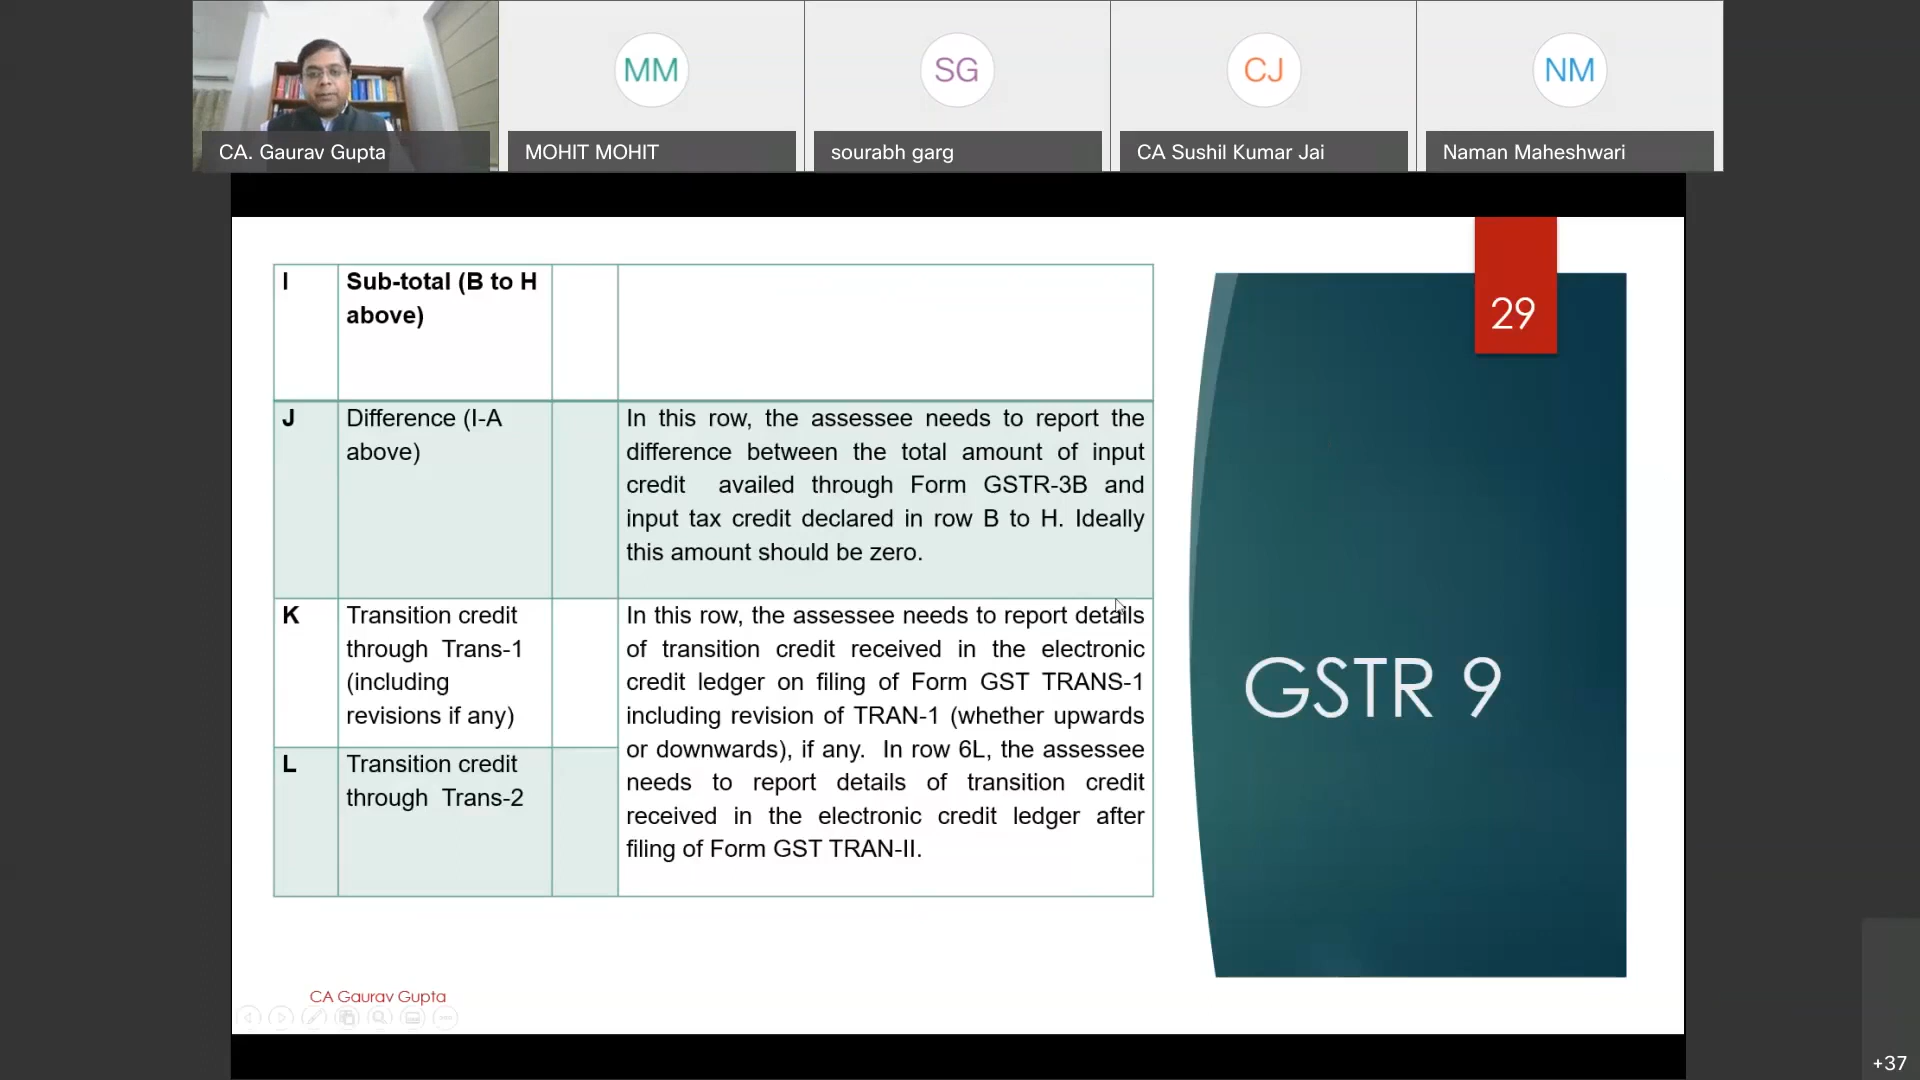 MM
SG
CJ
NM
CA. Gaurav Gupta
MOHIT MOHIT
sourabh garg
CA Sushil Kumar Jai
Naman Maheshwari
I
Sub-total (B to H
above)
J
Difference (I-A
above)
In this row, the assessee needs to report the
difference between the total amount of input
credit availed through Form GSTR-3B and
input tax credit declared in row B to H. Ideally
this amount should be zero.
K
Transition credit
through Trans-1
(including
revisions if any)
In this row, the assessee needs to report details
of transition credit received in the electronic
credit ledger on filing of Form GST TRANS-1
including revision of TRAN-1 (whether upwards
or downwards), if any. In row 6L, the assessee
needs to report details of transition credit
received in the electronic credit ledger after
filing of Form GST TRAN-II.
L
Transition credit
through Trans-2
29
GSTR 9
CA Gaurav Gupta
+37